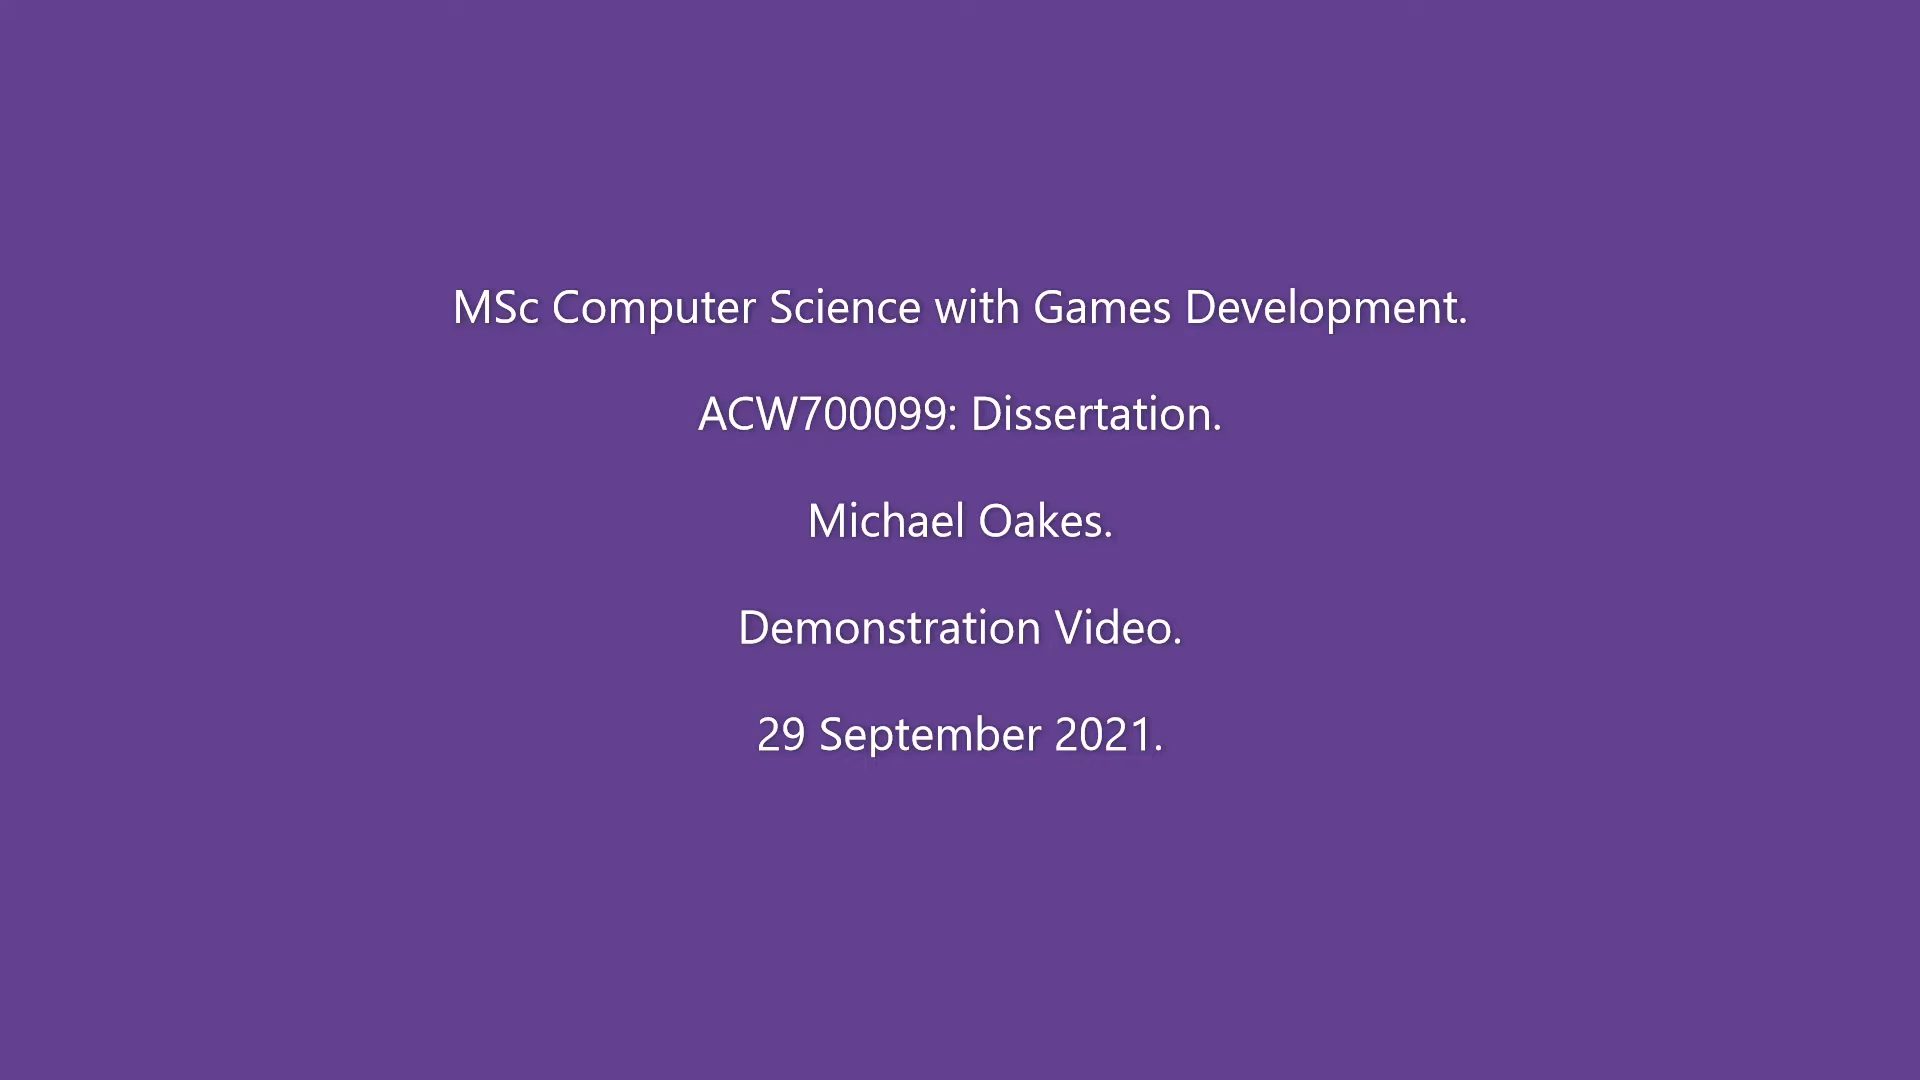 MSc Computer Science with Games Development.
ACW700099: Dissertation.
Michael Oakes.
Demonstration Video.
29 September 2021.